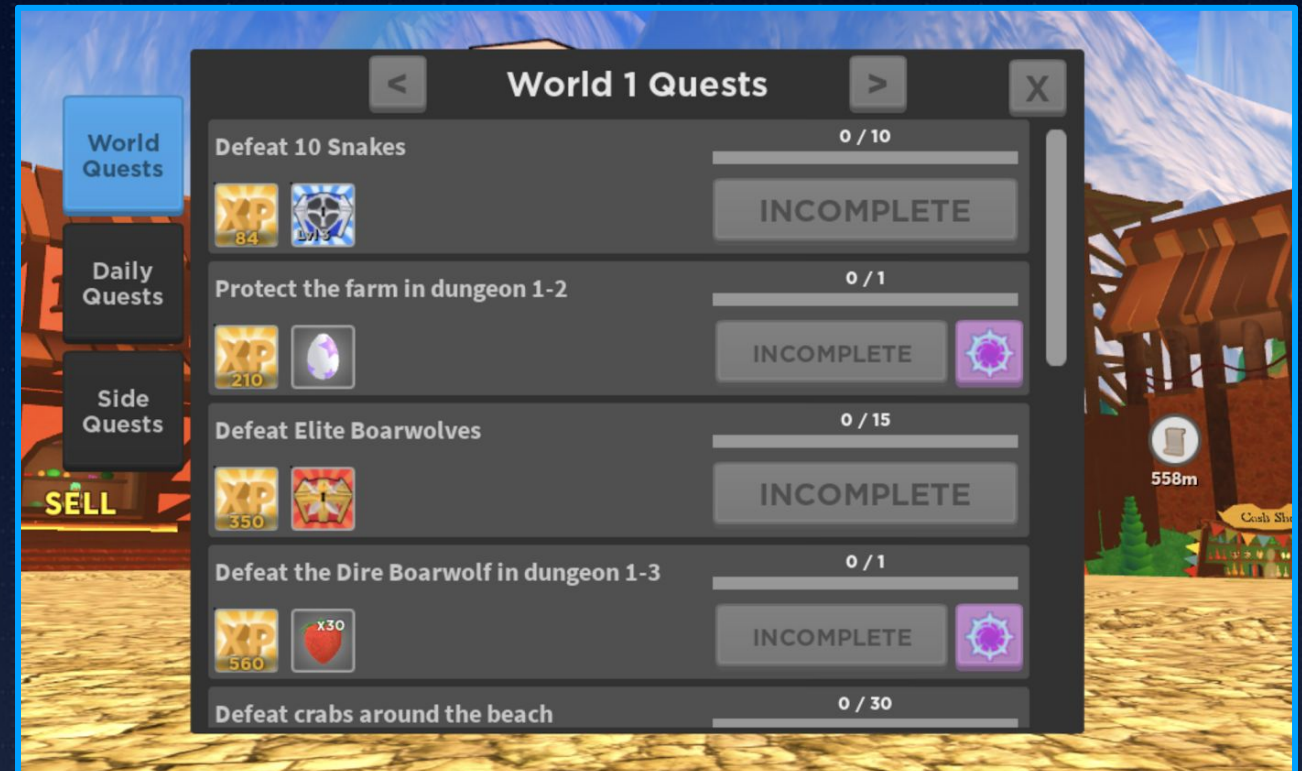 < World 1 Quests > X
World
Quests
Daily
Quests
Side
Quests
Defeat 10 Snakes
0 / 10
XP
84
Lvl 3
INCOMPLETE
Protect the farm in dungeon 1-2
0 / 1
XP
210
INCOMPLETE
Defeat Elite Boarwolves
0 / 15
XP
350
INCOMPLETE
Defeat the Dire Boarwolf in dungeon 1-3
0 / 1
XP
560
x30
INCOMPLETE
Defeat crabs around the beach
0 / 30
SELL
558m
Cash